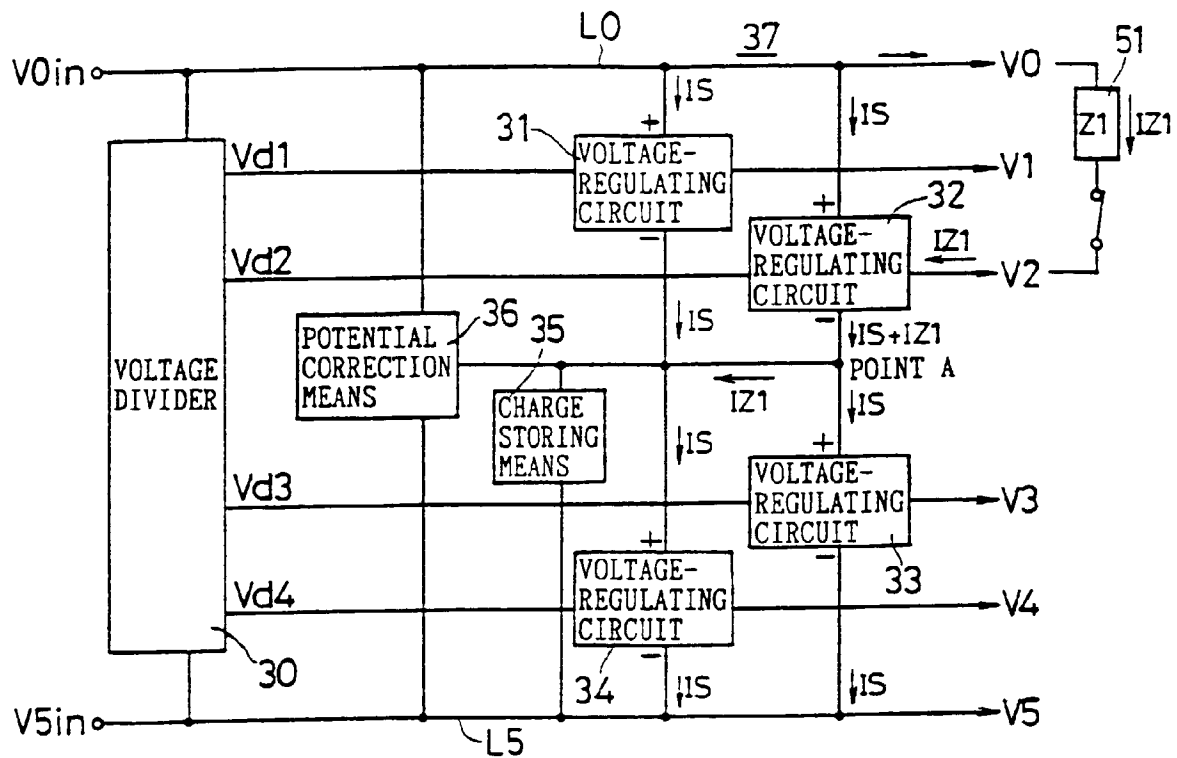 L0
37
51
V0in
V0
IS
IS
Z1
IZ1
31
+
Vd1
VOLTAGE-
REGULATING
CIRCUIT
V1
−
+
32
Vd2
VOLTAGE-
REGULATING
CIRCUIT
IZ1
V2
−
36
35
IS
IS+IZ1
VOLTAGE
DIVIDER
POTENTIAL
CORRECTION
MEANS
POINT A
IZ1
IS
CHARGE
STORING
MEANS
IS
+
Vd3
VOLTAGE-
REGULATING
CIRCUIT
V3
−
33
+
Vd4
VOLTAGE-
REGULATING
CIRCUIT
V4
−
30
34
IS
IS
V5in
V5
L5